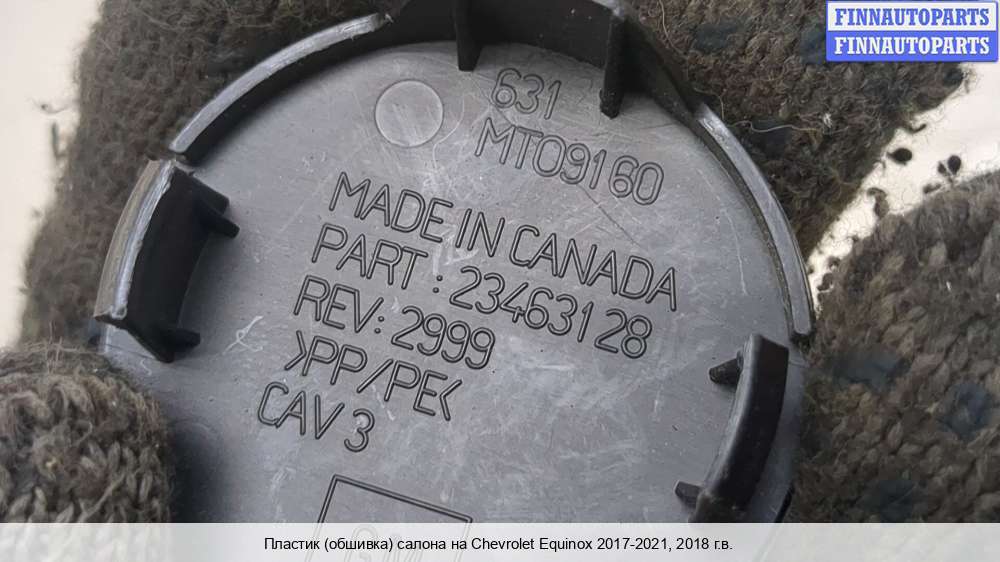 FINNAUTOPARTS
FINNAUTOPARTS
631
MTO9160
MADE IN CANADA
PART : 23463128
REV: 2999
>PP/PE<
CAV 3
Пластик (обшивка) салона на Chevrolet Equinox 2017-2021, 2018 г.в.